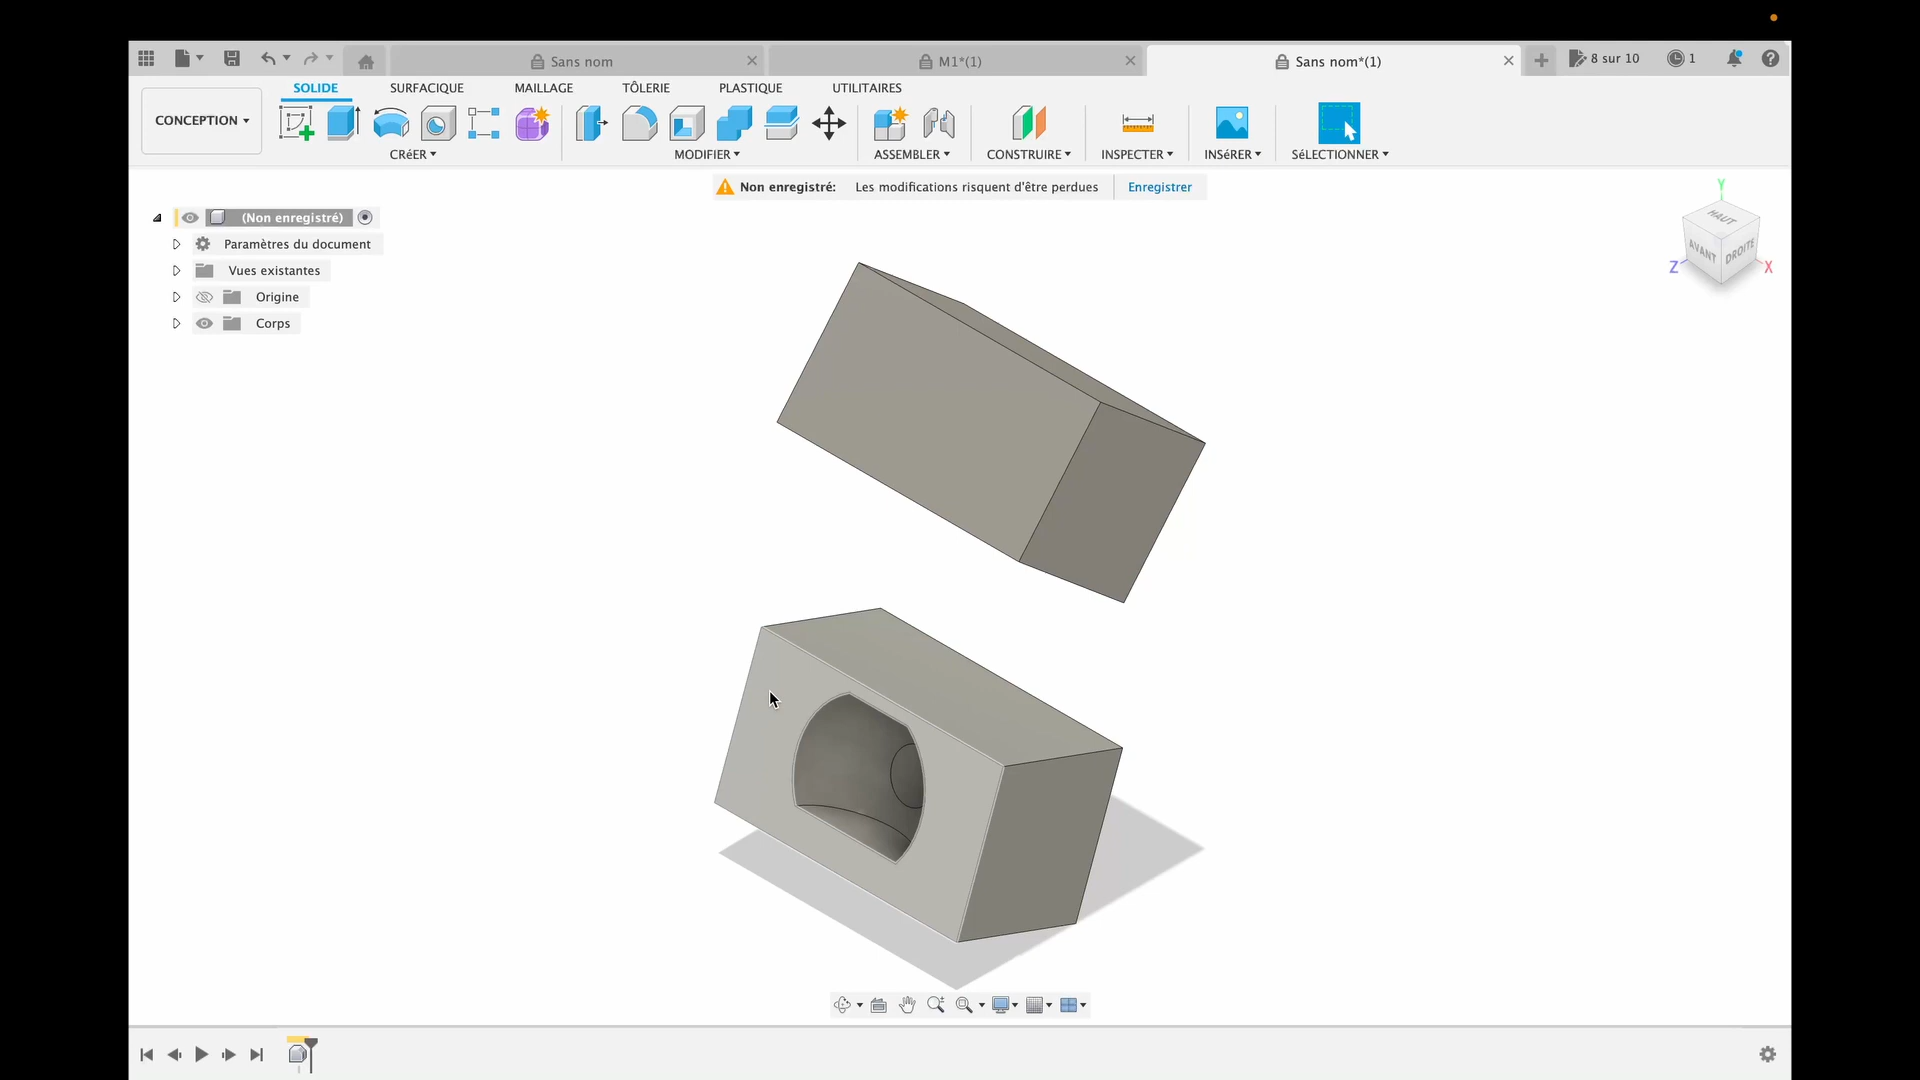 Sans nom
M1*(1)
Sans nom*(1)
8 sur 10
1
CONCEPTION
SOLIDE
SURFACIQUE
MAILLAGE
TÔLERIE
PLASTIQUE
UTILITAIRES
CRéER
MODIFIER
ASSEMBLER
CONSTRUIRE
INSPECTER
INSéRER
SéLECTIONNER
Non enregistré: Les modifications risquent d'être perdues Enregistrer
(Non enregistré)
Paramètres du document
Vues existantes
Origine
Corps
Y
HAUT
AVANT
DROITE
Z
X